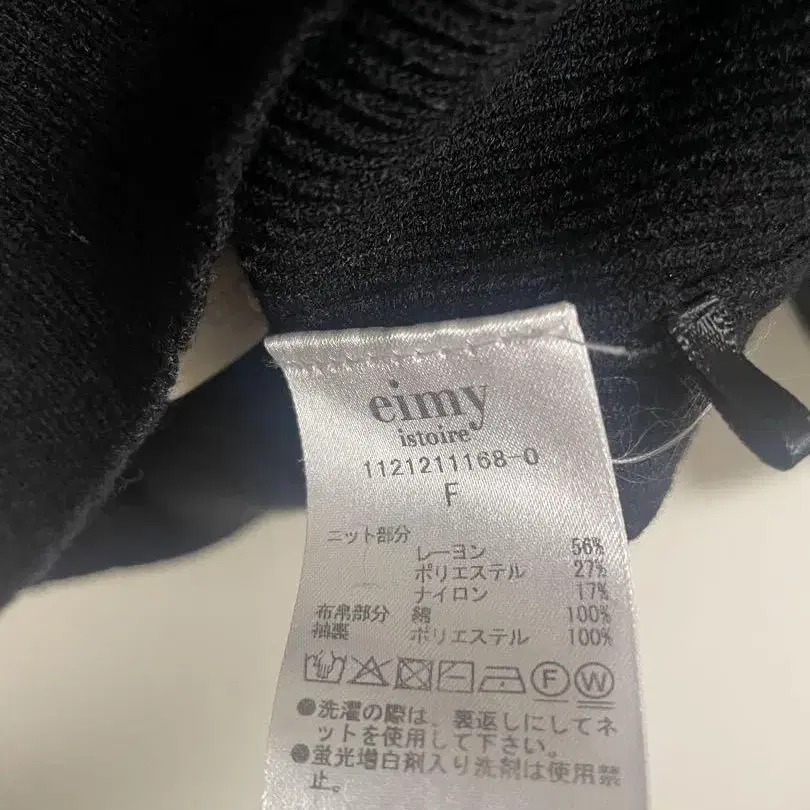 eimy
istoire®
1121211168-0
F
ニット部分
レーヨン 56%
ポリエステル 27%
ナイロン 17%
布帛部分 綿 100%
ポリエステル 100%
F W
●洗濯の際は、裏返しにしてネ
ットを使用して下さい。
●蛍光増白剤入り洗剤は使用禁
止。